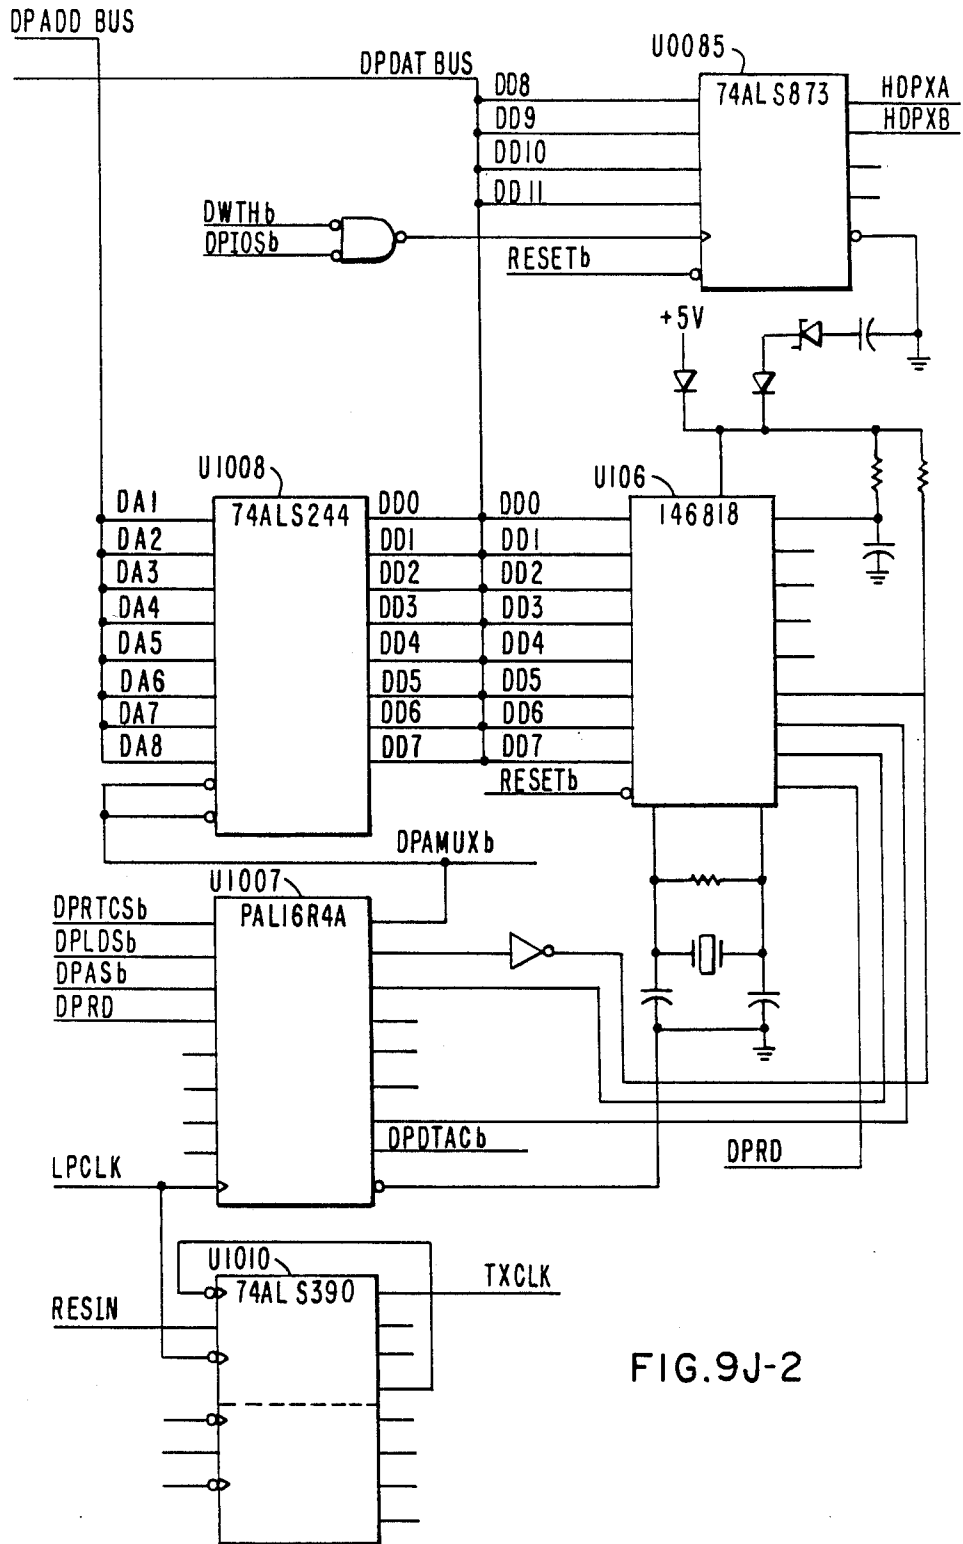 DPADD BUS
DPDAT BUS
U0085
74ALS873
DD8
DD9
DD10
DD11
HDPXA
HDPXB
DWTHb
DPIOSb
RESETb
+5V
U1008
74ALS244
U106
146818
DA1
DA2
DA3
DA4
DA5
DA6
DA7
DA8
DD0
DD1
DD2
DD3
DD4
DD5
DD6
DD7
DD0
DD1
DD2
DD3
DD4
DD5
DD6
DD7
RESETb
DPAMUXb
U1007
PAL16R4A
DPRTCSb
DPLDSb
DPASb
DPRD
DPDTACb
DPRD
LPCLK
U1010
74ALS390
TXCLK
RESIN
FIG.9J-2